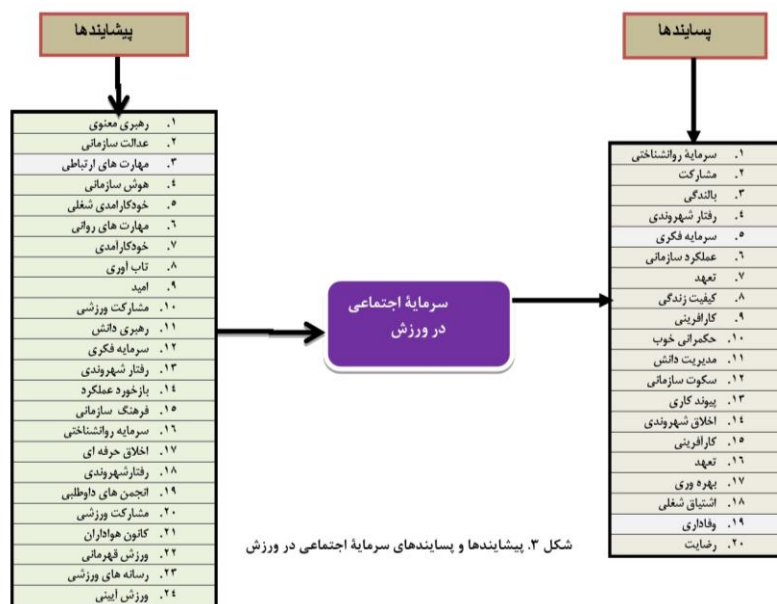 پیشایندها
۱. رهبری معنوی
۲. عدالت سازمانی
۳. مهارت های ارتباطی
۴. هوش سازمانی
۵. خودکارامدی شغلی
۶. مهارت های روانی
۷. خودکارآمدی
۸. تاب آوری
۹. امید
۱۰. مشارکت ورزشی
۱۱. رهبری دانش
۱۲. سرمایه فکری
۱۳. رفتار شهروندی
۱۴. بازخورد عملکرد
۱۵. فرهنگ سازمانی
۱۶. سرمایه روانشناختی
۱۷. اخلاق حرفه ای
۱۸. رفتارشهروندی
۱۹. انجمن های داوطلبی
۲۰. مشارکت ورزشی
۲۱. کانون هواداران
۲۲. ورزش قهرمانی
۲۳. رسانه های ورزشی
۲۴. ورزش آیینی
سرمایۀ اجتماعی
در ورزش
پسایندها
۱. سرمایۀ روانشناختی
۲. مشارکت
۳. بالندگی
۴. رفتار شهروندی
۵. سرمایه فکری
۶. عملکرد سازمانی
۷. تعهد
۸. کیفیت زندگی
۹. کارافرینی
۱۰. حکمرانی خوب
۱۱. مدیریت دانش
۱۲. سکوت سازمانی
۱۳. پیوند کاری
۱۴. اخلاق شهروندی
۱۵. کارآفرینی
۱۶. تعهد
۱۷. بهره وری
۱۸. اشتیاق شغلی
۱۹. وفاداری
۲۰. رضایت
شکل ۳. پیشایندها و پسایندهای سرمایۀ اجتماعی در ورزش